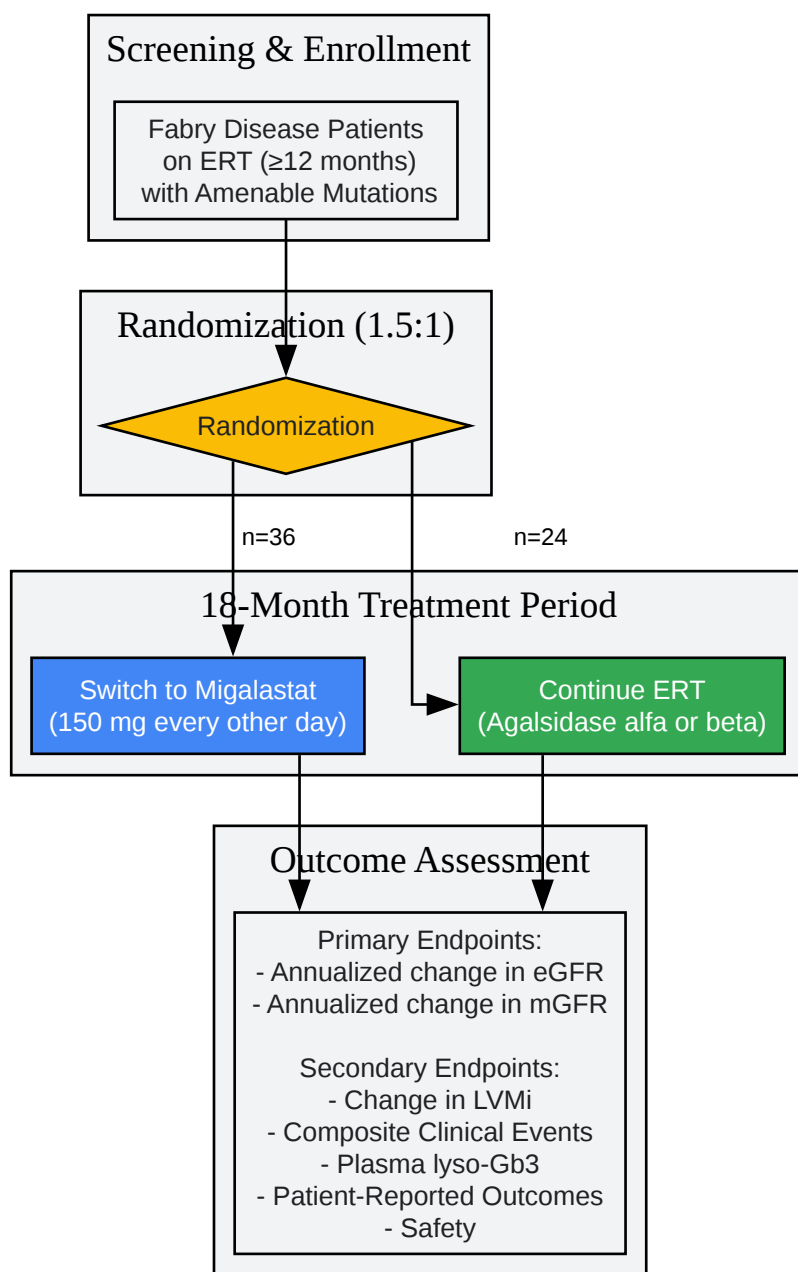 Screening & Enrollment
Fabry Disease Patients
on ERT (≥12 months)
with Amenable Mutations
Randomization (1.5:1)
Randomization
n=36
n=24
18-Month Treatment Period
Switch to Migalastat
(150 mg every other day)
Continue ERT
(Agalsidase alfa or beta)
Outcome Assessment
Primary Endpoints:
- Annualized change in eGFR
- Annualized change in mGFR
Secondary Endpoints:
- Change in LVMi
- Composite Clinical Events
- Plasma lyso-Gb3
- Patient-Reported Outcomes
- Safety